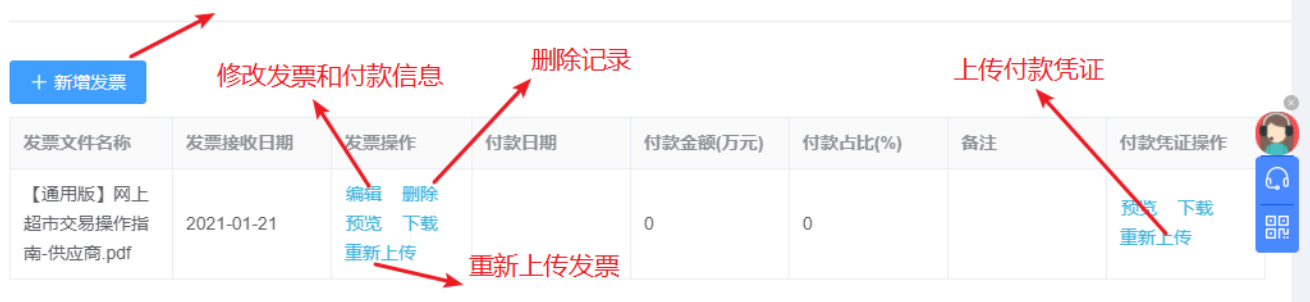 删除记录
修改发票和付款信息
上传付款凭证
+ 新增发票
发票文件名称 发票接收日期 发票操作 付款日期 付款金额(万元) 付款占比(%) 备注 付款凭证操作
【通用版】网上 编辑 删除
超市交易操作指 2021-01-21 预览 下载 0 0 预览 下载
南-供应商.pdf 重新上传 重新上传
重新上传发票